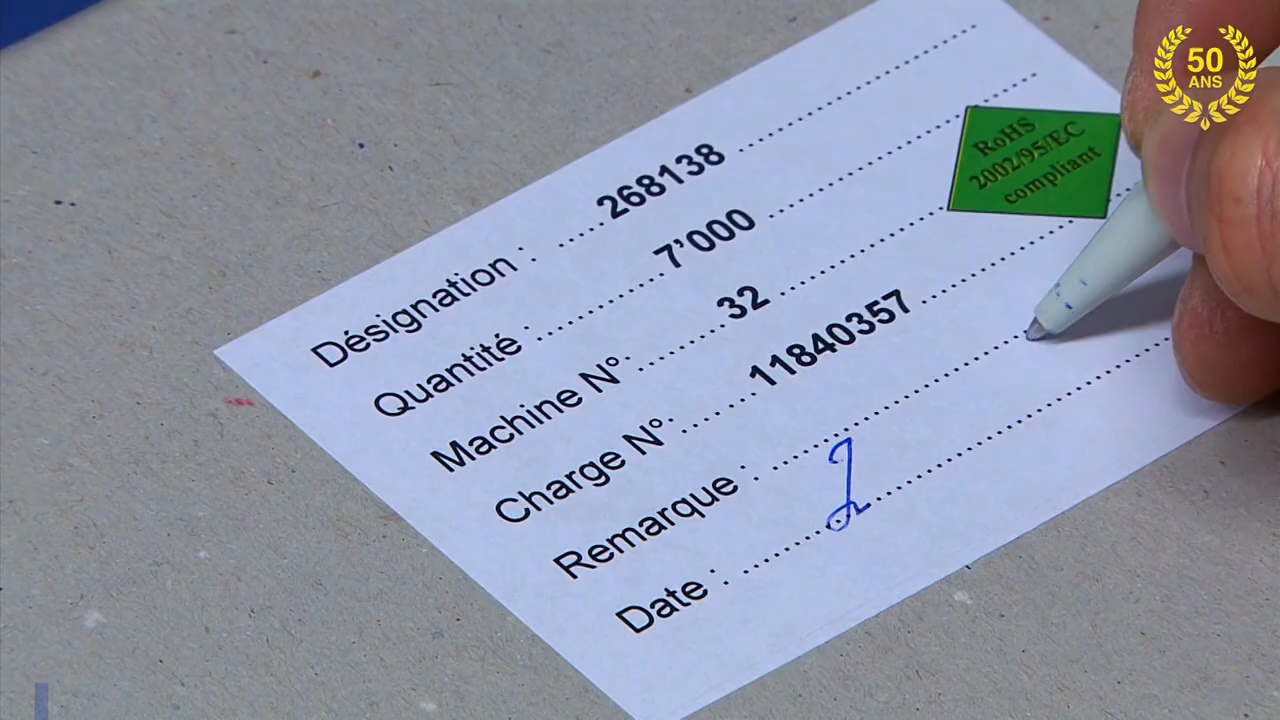 50
ANS
Désignation : ......268138..............................
RoHS
2002/95/EC
compliant
Quantité : ................7’000..............................
Machine N°: ...........32..............................
Charge N°: .........11840357..............................
Remarque : ..............................
Date : ..............................